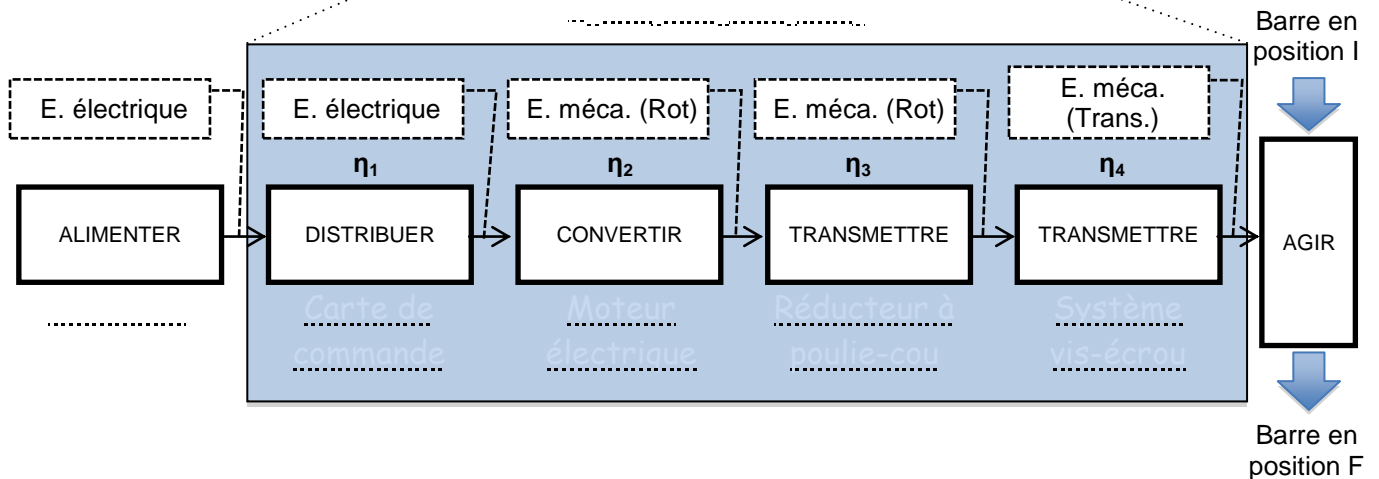 Barre en
position I
E. électrique
E. électrique
E. méca. (Rot)
E. méca. (Rot)
E. méca.
(Trans.)
η1
η2
η3
η4
ALIMENTER
DISTRIBUER
CONVERTIR
TRANSMETTRE
TRANSMETTRE
AGIR
Carte de
commande
Moteur
électrique
Réducteur à
poulie-cou
Système
vis-écrou
Barre en
position F